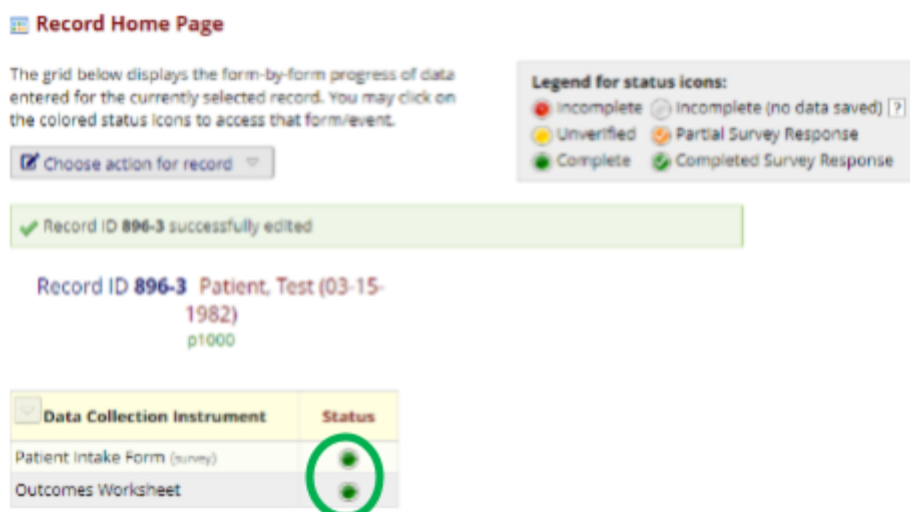 Record Home Page
The grid below displays the form-by-form progress of data
entered for the currently selected record. You may click on
the colored status icons to access that form/event.
Legend for status icons:
Incomplete Incomplete (no data saved) ?
Unverified Partial Survey Response
Complete Completed Survey Response
Choose action for record
Record ID 896-3 successfully edited
Record ID 896-3 Patient, Test (03-15-
1982)
p1000
Data Collection Instrument Status
Patient Intake Form (survey)
Outcomes Worksheet